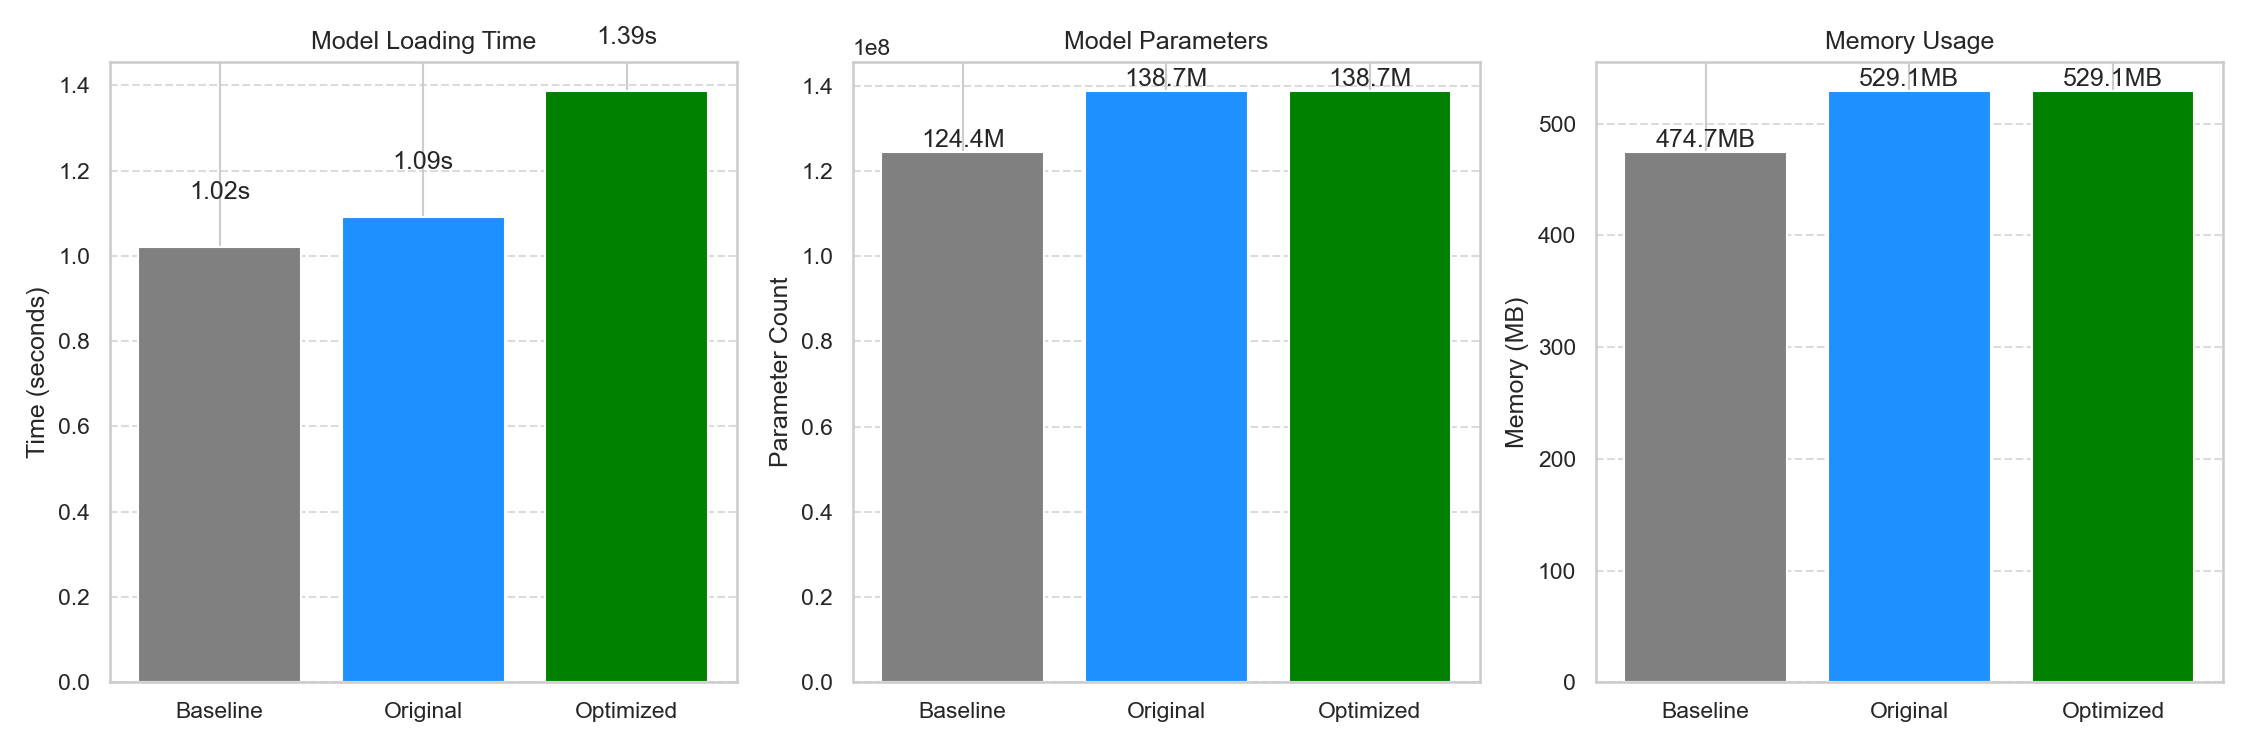 Model Loading Time
1.39s
1.09s
1.02s
1.4
1.2
1.0
0.8
0.6
0.4
0.2
0.0
Time (seconds)
Baseline Original Optimized
Model Parameters
1e8
138.7M 138.7M
124.4M
1.4
1.2
1.0
0.8
0.6
0.4
0.2
0.0
Parameter Count
Baseline Original Optimized
Memory Usage
529.1MB 529.1MB
474.7MB
500
400
300
200
100
0
Memory (MB)
Baseline Original Optimized